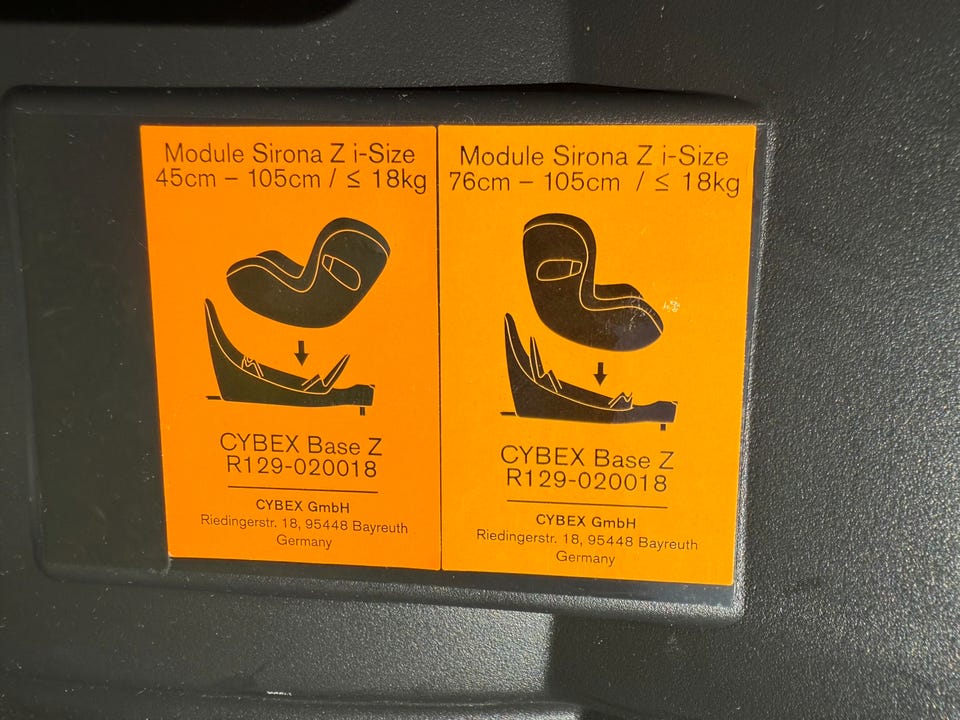 Module Sirona Z i-Size
45cm – 105cm / ≤ 18kg
CYBEX Base Z
R129-020018
CYBEX GmbH
Riedingerstr. 18, 95448 Bayreuth
Germany
Module Sirona Z i-Size
76cm – 105cm / ≤ 18kg
CYBEX Base Z
R129-020018
CYBEX GmbH
Riedingerstr. 18, 95448 Bayreuth
Germany